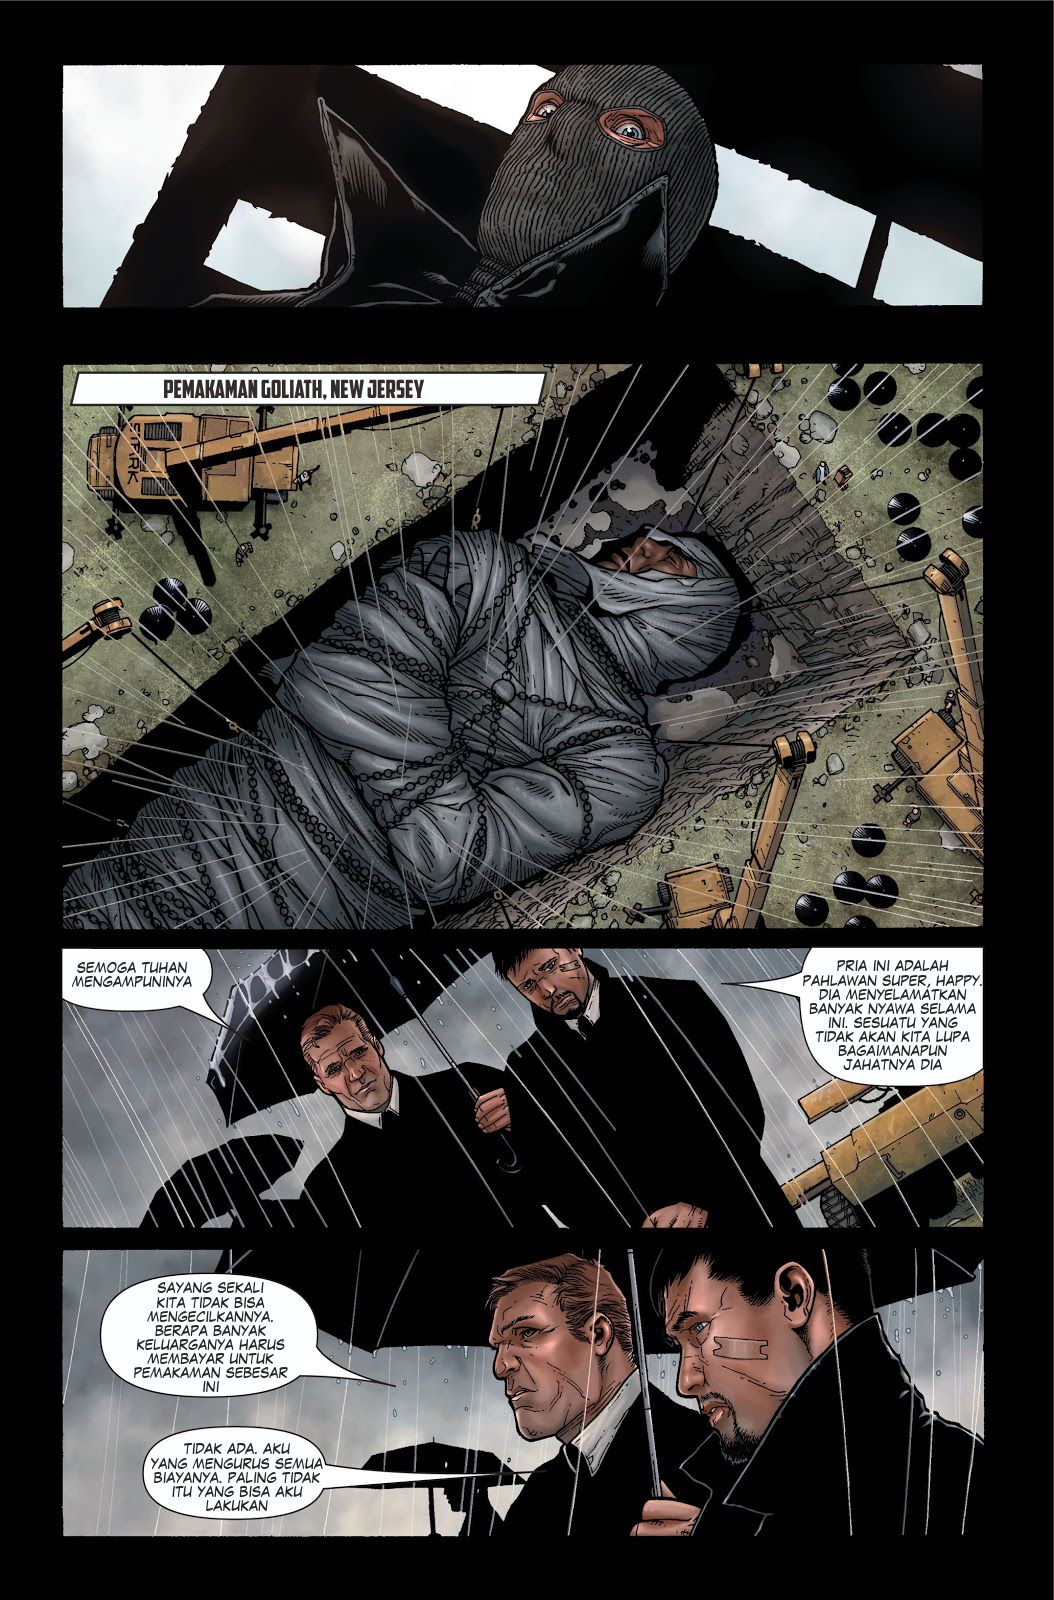 PEMAKAMAN GOLIATH, NEW JERSEY
STARK
SEMOGA TUHAN
MENGAMPUNINYA
PRIA INI ADALAH
PAHLAWAN SUPER, HAPPY.
DIA MENYELAMATKAN
BANYAK NYAWA SELAMA
INI. SESUATU YANG
TIDAK AKAN KITA LUPA
BAGAIMANAPUN
JAHATNYA DIA
SAYANG SEKALI
KITA TIDAK BISA
MENGECILKANNYA.
BERAPA BANYAK
KELUARGANYA HARUS
MEMBAYAR UNTUK
PEMAKAMAN SEBESAR
INI
TIDAK ADA. AKU
YANG MENGURUS SEMUA
BIAYANYA. PALING TIDAK
ITU YANG BISA AKU
LAKUKAN